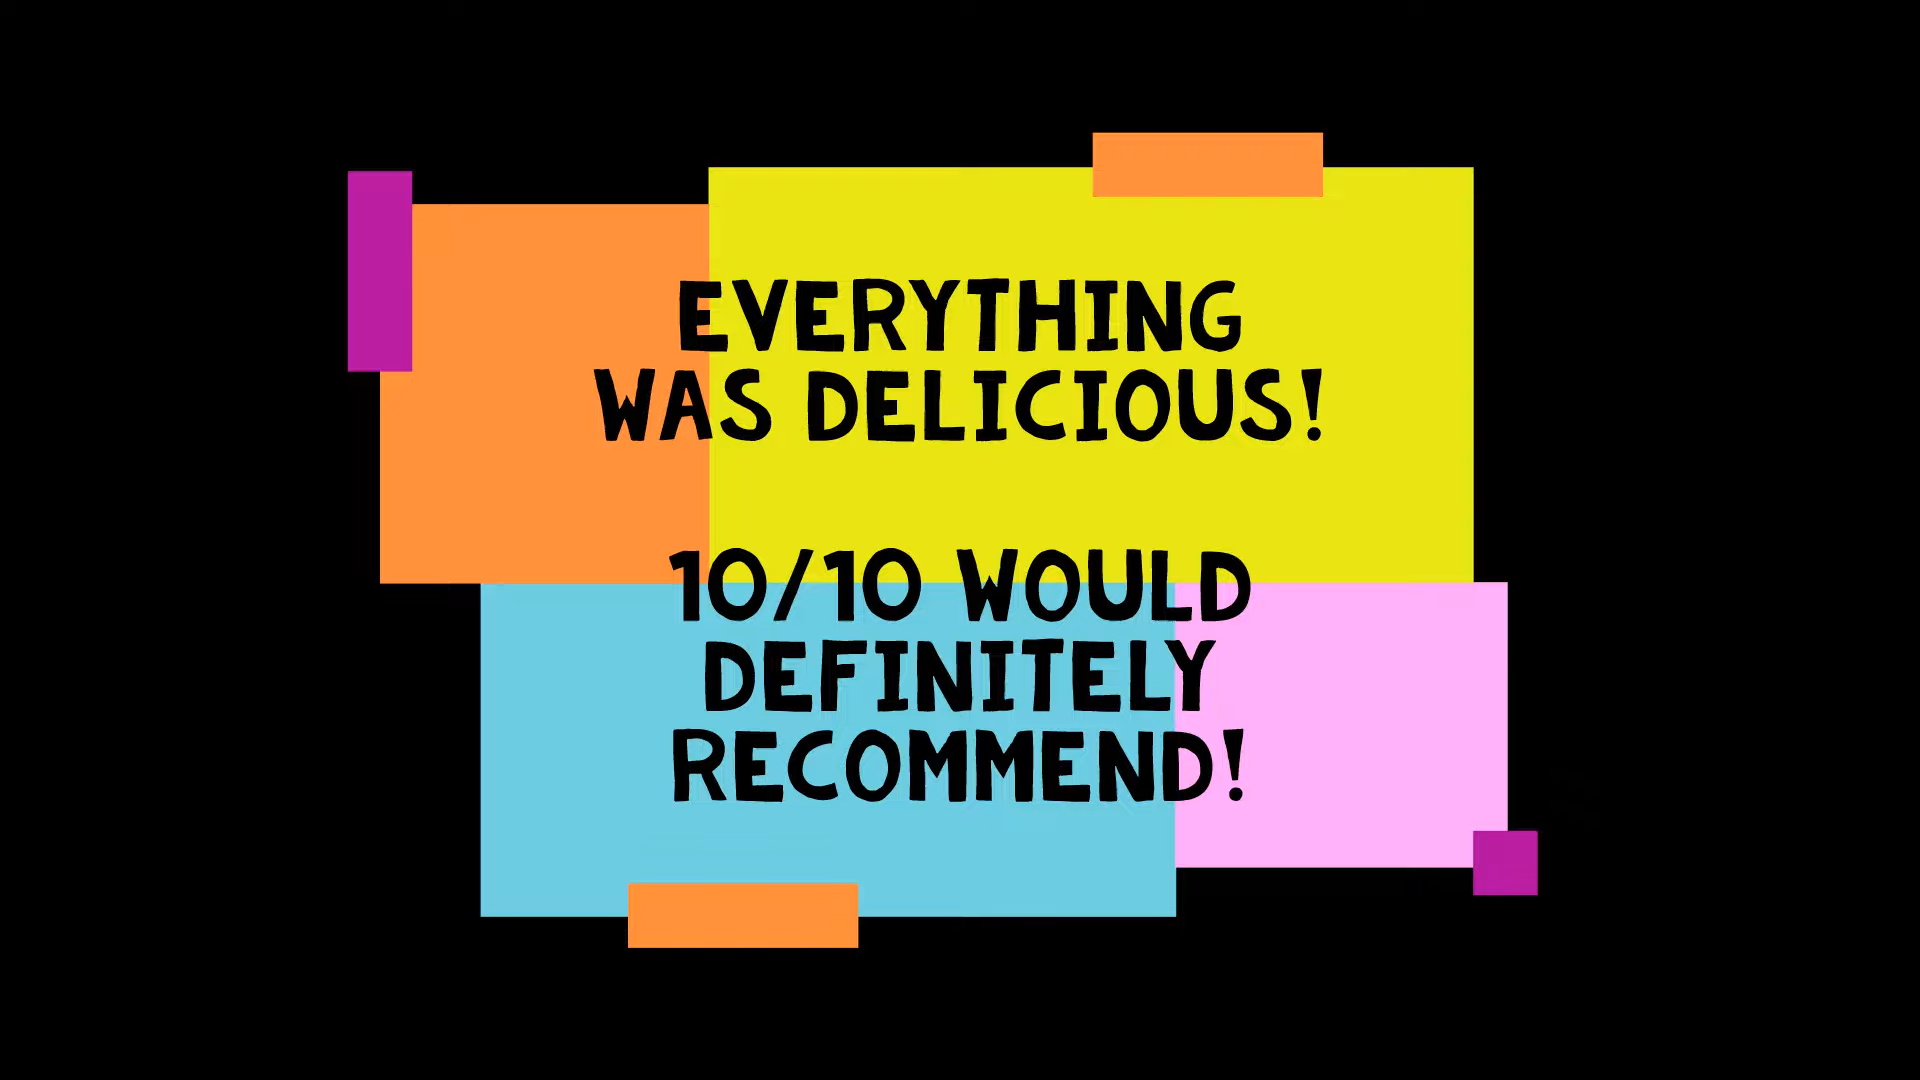 EVERYTHING
WAS DELICIOUS!
10/10 WOULD
DEFINITELY
RECOMMEND!